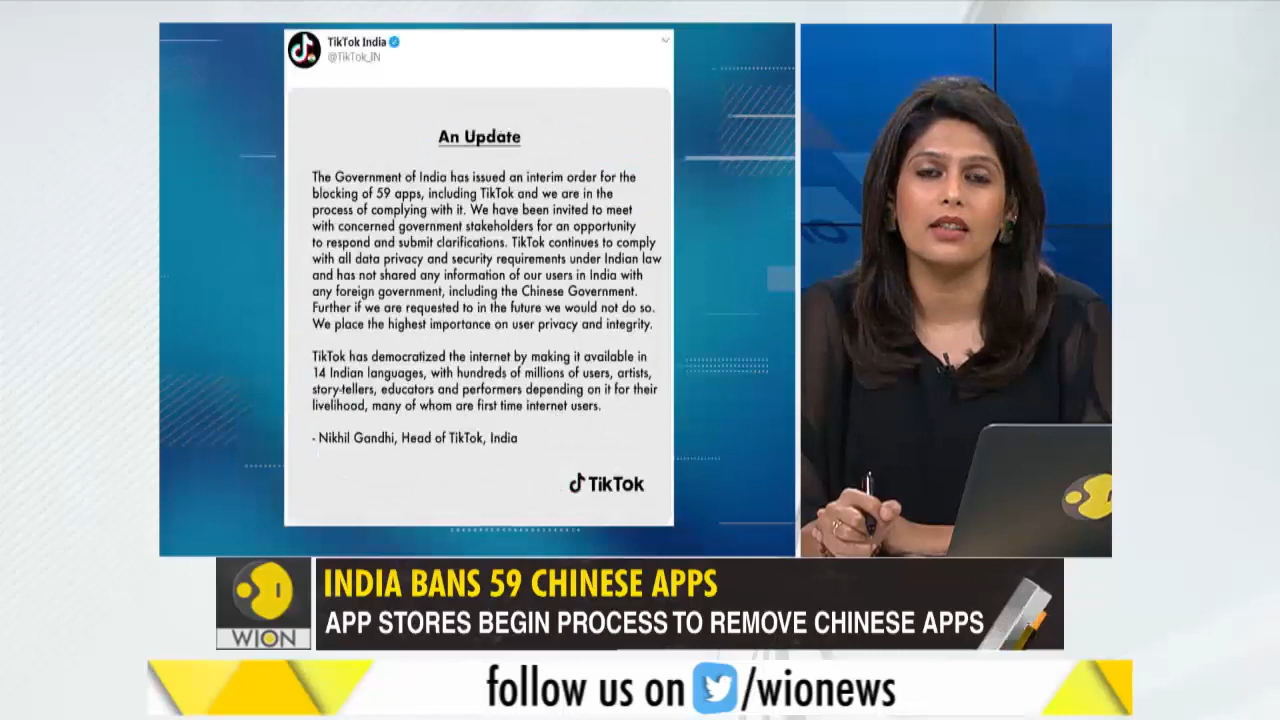 TikTok India
@TikTok_IN
An Update
The Government of India has issued an interim order for the
blocking of 59 apps, including TikTok and we are in the
process of complying with it. We have been invited to meet
with concerned government stakeholders for an opportunity
to respond and submit clarifications. TikTok continues to comply
with all data privacy and security requirements under Indian law
and has not shared any information of our users in India with
any foreign government, including the Chinese Government.
Further if we are requested to in the future we would not do so.
We place the highest importance on user privacy and integrity.
TikTok has democratized the internet by making it available in
14 Indian languages, with hundreds of millions of users, artists,
story-tellers, educators and performers depending on it for their
livelihood, many of whom are first time internet users.
- Nikhil Gandhi, Head of TikTok, India
TikTok
INDIA BANS 59 CHINESE APPS
APP STORES BEGIN PROCESS TO REMOVE CHINESE APPS
WION
follow us on /wionews